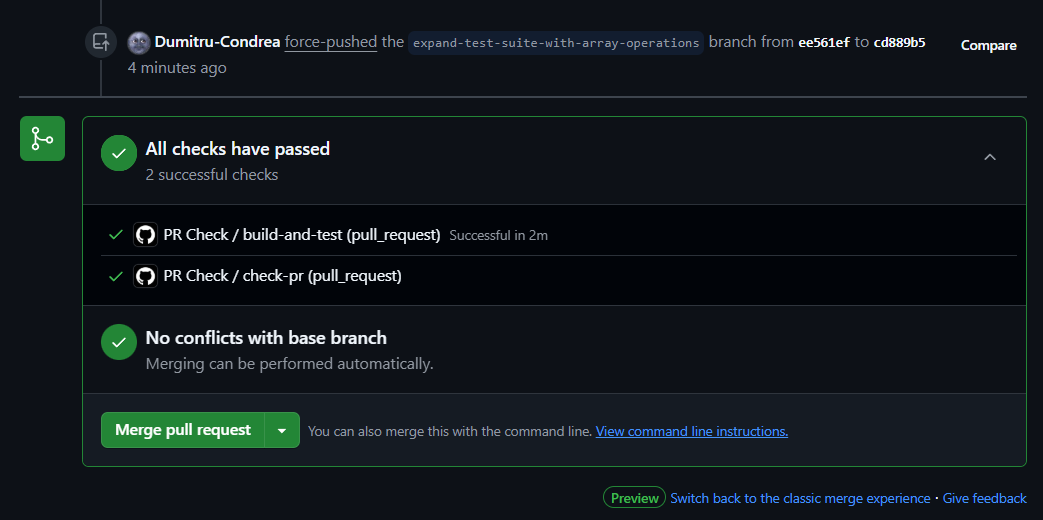 Dumitru-Condrea force-pushed the expand-test-suite-with-array-operations branch from ee561ef to cd889b5 Compare
4 minutes ago
All checks have passed
2 successful checks
PR Check / build-and-test (pull_request) Successful in 2m
PR Check / check-pr (pull_request)
No conflicts with base branch
Merging can be performed automatically.
Merge pull request You can also merge this with the command line. View command line instructions.
Preview Switch back to the classic merge experience · Give feedback